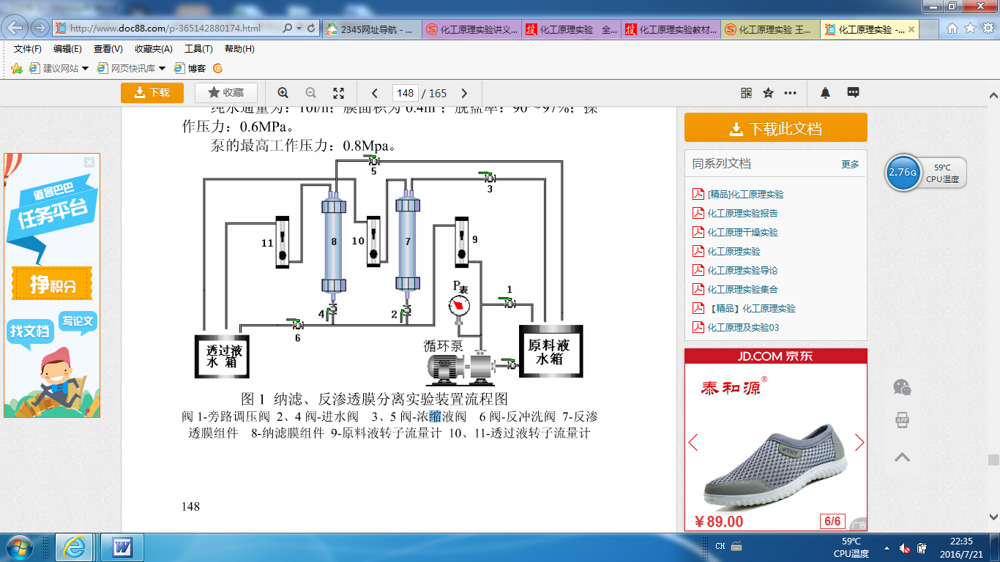 http://www.doc88.com/p-365142880174.html
2345网址导航 - ...
化工原理实验讲义...
化工原理实验 全...
化工原理实验教材...
化工原理实验 王...
化工原理实验 -...
文件(F) 编辑(E) 查看(V) 收藏夹(A) 工具(T) 帮助(H)
建议网站 网页快讯库 博客
下载 收藏 148 / 165
纯水通量为：10l/h；膜面积为 0.4m²；脱盐率：90~97%；操
作压力：0.6MPa。
泵的最高工作压力：0.8Mpa。
5
3
11
8
10
7
9
P表
1
4
2
6
透过液
水 箱
循环泵
原料液
水箱
图 1 纳滤、反渗透膜分离实验装置流程图
阀 1-旁路调压阀 2、4 阀-进水阀 3、5 阀-浓缩液阀 6 阀-反冲洗阀 7-反渗
透膜组件 8-纳滤膜组件 9-原料液转子流量计 10、11-透过液转子流量计
148
道客巴巴
任务平台
挣积分
写论文
找文档
下载此文档
同系列文档 更多
[精品]化工原理实验
化工原理实验报告
化工原理干燥实验
化工原理实验
化工原理实验导论
化工原理实验集合
【精品】化工原理实验
化工原理及实验03
JD.COM 京东
泰和源®
￥89.00
6/6
广告
2.76G
59℃
CPU温度
APP
CH
59℃
CPU温度
22:35
2016/7/21